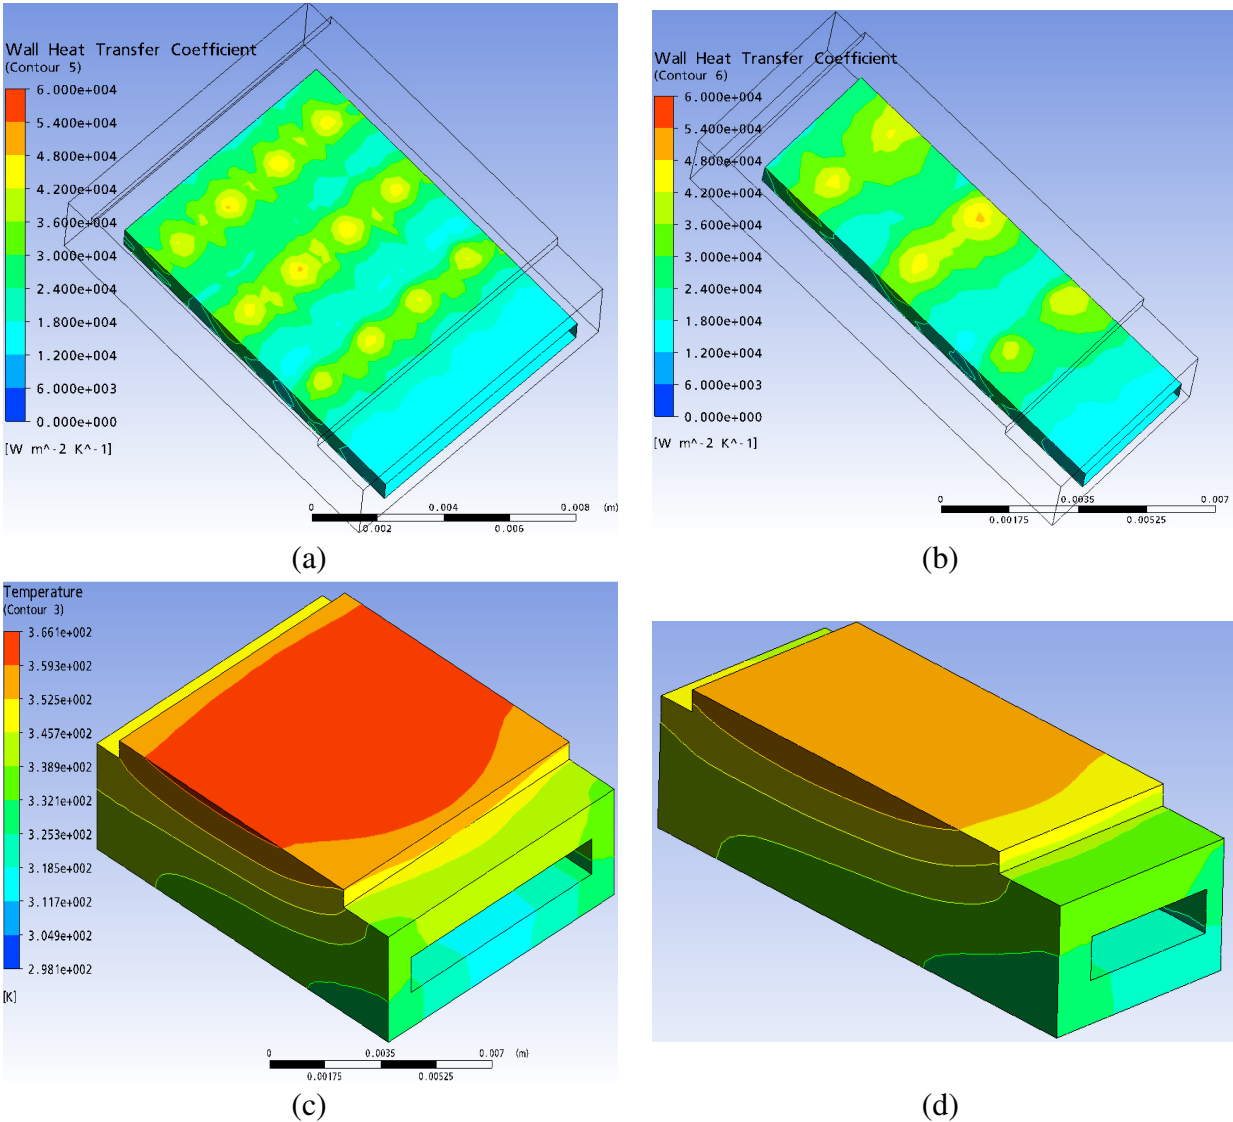 Wall Heat Transfer Coefficient
(Contour 5)
6.000e+004
5.400e+004
4.800e+004
4.200e+004
3.600e+004
3.000e+004
2.400e+004
1.800e+004
1.200e+004
6.000e+003
0.000e+000
[W m^-2 K^-1]
0 0.004 0.008 (m)
0.002 0.006
(a)
Wall Heat Transfer Coefficient
(Contour 6)
6.000e+004
5.400e+004
4.800e+004
4.200e+004
3.600e+004
3.000e+004
2.400e+004
1.800e+004
1.200e+004
6.000e+003
0.000e+000
[W m^-2 K^-1]
0 0.0035 0.007
0.00175 0.00525
(b)
Temperature
(Contour 3)
3.661e+002
3.593e+002
3.525e+002
3.457e+002
3.389e+002
3.321e+002
3.253e+002
3.185e+002
3.117e+002
3.049e+002
2.981e+002
[K]
0 0.0035 0.007 (m)
0.00175 0.00525
(c)
(d)